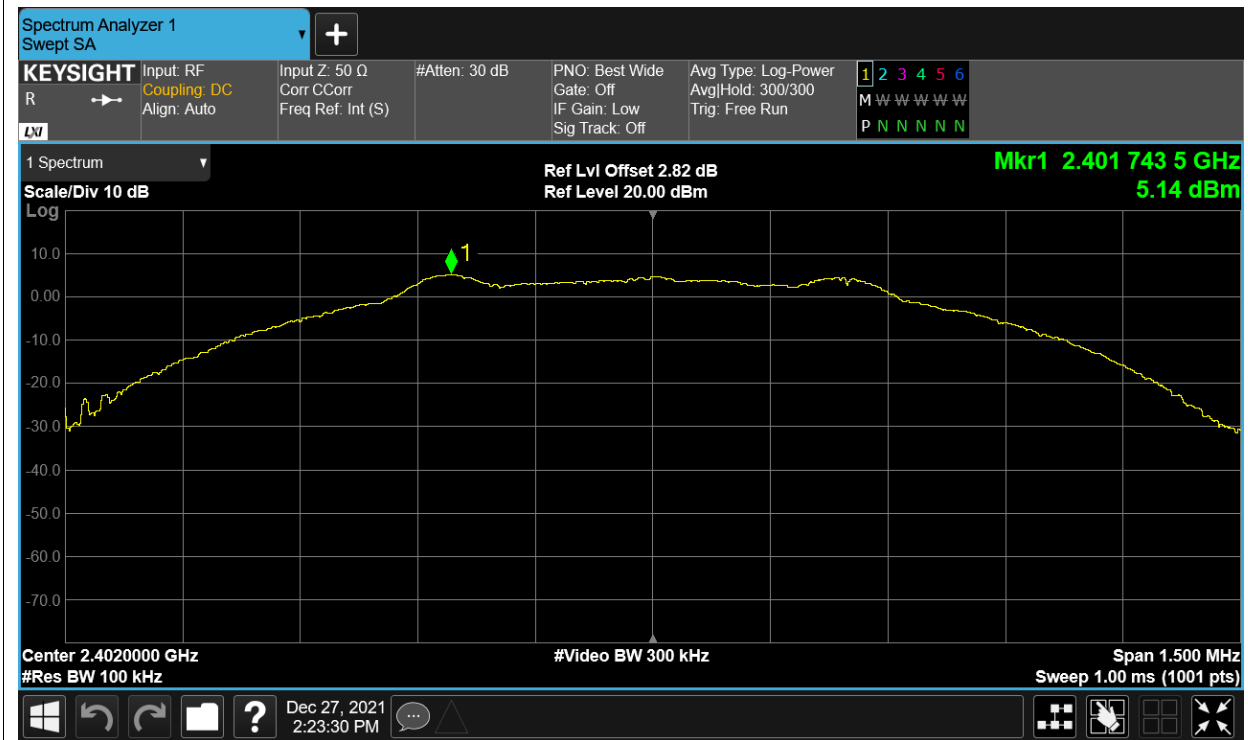 Spectrum Analyzer 1
Swept SA
+
KEYSIGHT
R
LXI
Input: RF
Coupling: DC
Align: Auto
Input Z: 50 Ω
Corr CCorr
Freq Ref: Int (S)
#Atten: 30 dB
PNO: Best Wide
Gate: Off
IF Gain: Low
Sig Track: Off
Avg Type: Log-Power
Avg|Hold: 300/300
Trig: Free Run
1 2 3 4 5 6
M W W W W W
P N N N N N
1 Spectrum
Scale/Div 10 dB
Log
Ref Lvl Offset 2.82 dB
Ref Level 20.00 dBm
Mkr1 2.401 743 5 GHz
5.14 dBm
1
10.0
0.00
-10.0
-20.0
-30.0
-40.0
-50.0
-60.0
-70.0
Center 2.4020000 GHz
#Res BW 100 kHz
#Video BW 300 kHz
Span 1.500 MHz
Sweep 1.00 ms (1001 pts)
?
Dec 27, 2021
2:23:30 PM